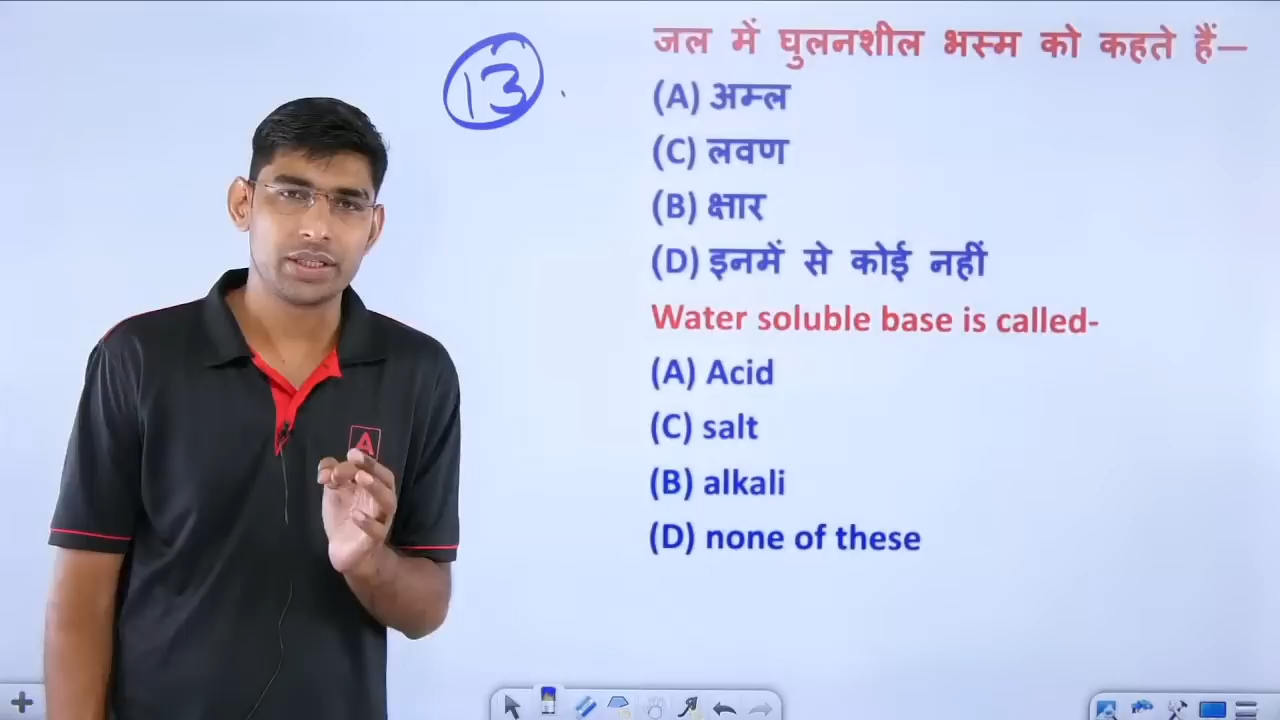 13.
जल में घुलनशील भस्म को कहते हैं—
(A) अम्ल
(C) लवण
(B) क्षार
(D) इनमें से कोई नहीं
Water soluble base is called-
(A) Acid
(C) salt
(B) alkali
(D) none of these
A